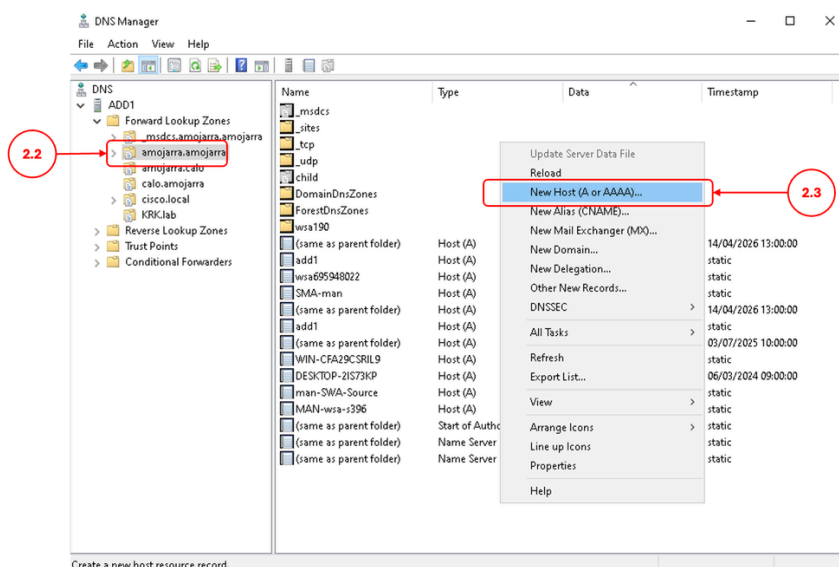 DNS Manager
File Action View Help
DNS
ADD1
Forward Lookup Zones
_msdcs.amojarra.amojarra
amojarra.amojarra
amojarra.calo
calo.amojarra
cisco.local
KRK.lab
Reverse Lookup Zones
Trust Points
Conditional Forwarders
2.2
Name Type Data Timestamp
_msdcs
_sites
_tcp
_udp
child
DomainDnsZones
ForestDnsZones
wsa190
(same as parent folder) Host (A) 14/04/2026 13:00:00
add1 Host (A) static
wsa695948022 Host (A) static
SMA-man Host (A) static
(same as parent folder) Host (A) 14/04/2026 13:00:00
add1 Host (A) static
(same as parent folder) Host (A) 03/07/2025 10:00:00
WIN-CFA29CSRIL9 Host (A) static
DESKTOP-2IS73KP Host (A) 06/03/2024 09:00:00
man-SWA-Source Host (A) static
MAN-wsa-s396 Host (A) static
(same as parent folder) Start of Autho static
(same as parent folder) Name Server static
(same as parent folder) Name Server static
Update Server Data File
Reload
New Host (A or AAAA)...
New Alias (CNAME)...
New Mail Exchanger (MX)...
New Domain...
New Delegation...
Other New Records...
DNSSEC
All Tasks
Refresh
Export List...
View
Arrange Icons
Line up Icons
Properties
Help
2.3
Create a new host resource record.